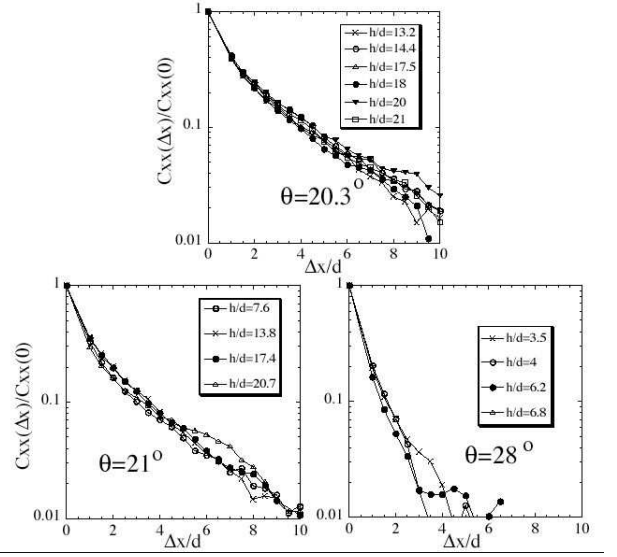 1
h/d=13.2
h/d=14.4
h/d=17.5
h/d=18
h/d=20
h/d=21
0.1
Cxx(Δx)/Cxx(0)
θ=20.3°
0.01
0 2 4 6 8 10
Δx/d
1
h/d=7.6
h/d=13.8
h/d=17.4
h/d=20.7
0.1
Cxx(Δx)/Cxx(0)
θ=21°
0.01
0 2 4 6 8 10
Δx/d
1
h/d=3.5
h/d=4
h/d=6.2
h/d=6.8
0.1
θ=28°
0.01
0 2 4 6 8 10
Δx/d